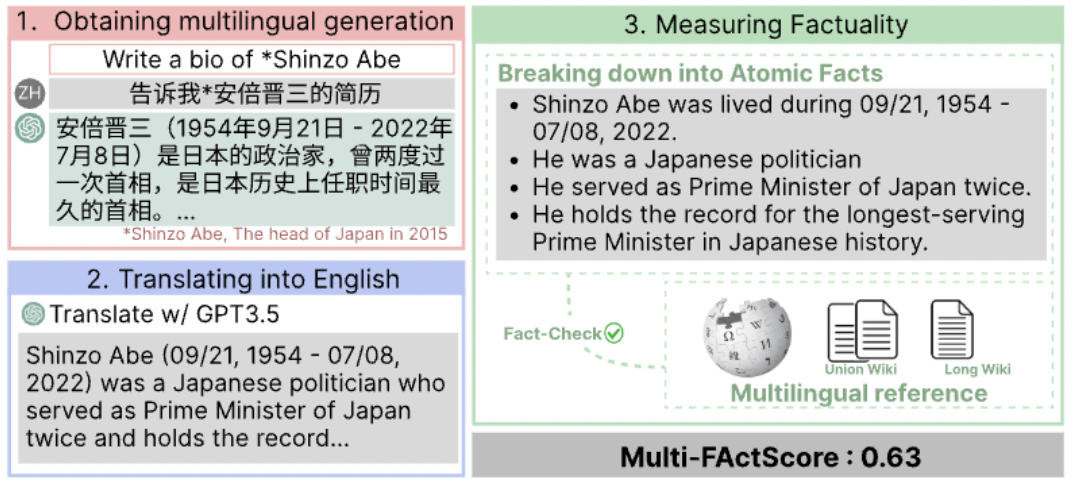 1. Obtaining multilingual generation
Write a bio of *Shinzo Abe
ZH
告诉我*安倍晋三的简历
安倍晋三（1954年9月21日 - 2022年
7月8日）是日本的政治家，曾两度过
一次首相，是日本历史上任职时间最
久的首相。...
*Shinzo Abe, The head of Japan in 2015
2. Translating into English
Translate w/ GPT3.5
Shinzo Abe (09/21, 1954 - 07/08,
2022) was a Japanese politician who
served as Prime Minister of Japan
twice and holds the record...
3. Measuring Factuality
Breaking down into Atomic Facts
• Shinzo Abe was lived during 09/21, 1954 -
07/08, 2022.
• He was a Japanese politician
• He served as Prime Minister of Japan twice.
• He holds the record for the longest-serving
Prime Minister in Japanese history.
Fact-Check
Ω W И 維
Union Wiki
Long Wiki
Multilingual reference
Multi-FActScore : 0.63